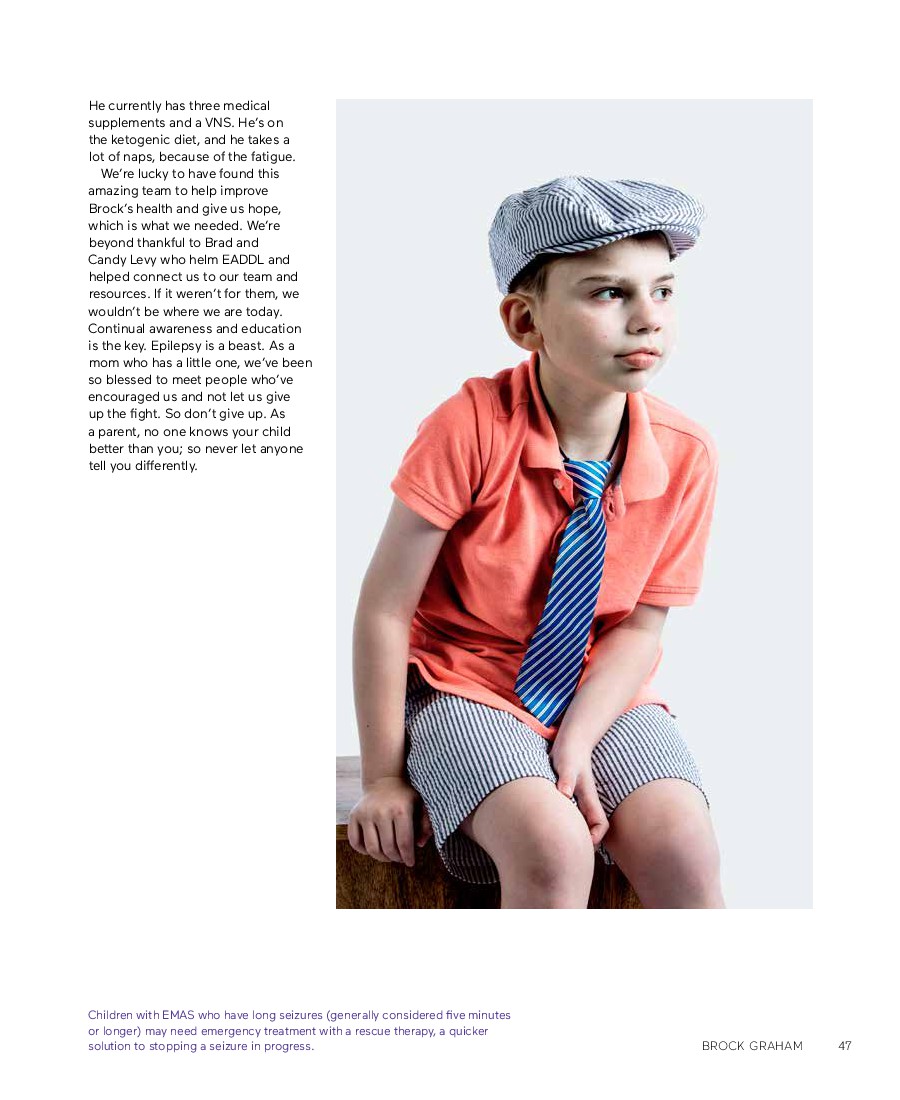 He currently has three medical
supplements and a VNS. He's on
the ketogenic diet, and he takes a
lot of naps, because of the fatigue.
We're lucky to have found this
amazing team to help improve
Brock's health and give us hope,
which is what we needed. We're
beyond thankful to Brad and
Candy Levy who helm EADDL and
helped connect us to our team and
resources. If it weren't for them, we
wouldn't be where we are today.
Continual awareness and education
is the key. Epilepsy is a beast. As a
mom who has a little one, we've been
so blessed to meet people who've
encouraged us and not let us give
up the fight. So don't give up. As
a parent, no one knows your child
better than you; so never let anyone
tell you differently.
Children with EMAS who have long seizures (generally considered five minutes
or longer) may need emergency treatment with a rescue therapy, a quicker
solution to stopping a seizure in progress.
BROCK GRAHAM 47